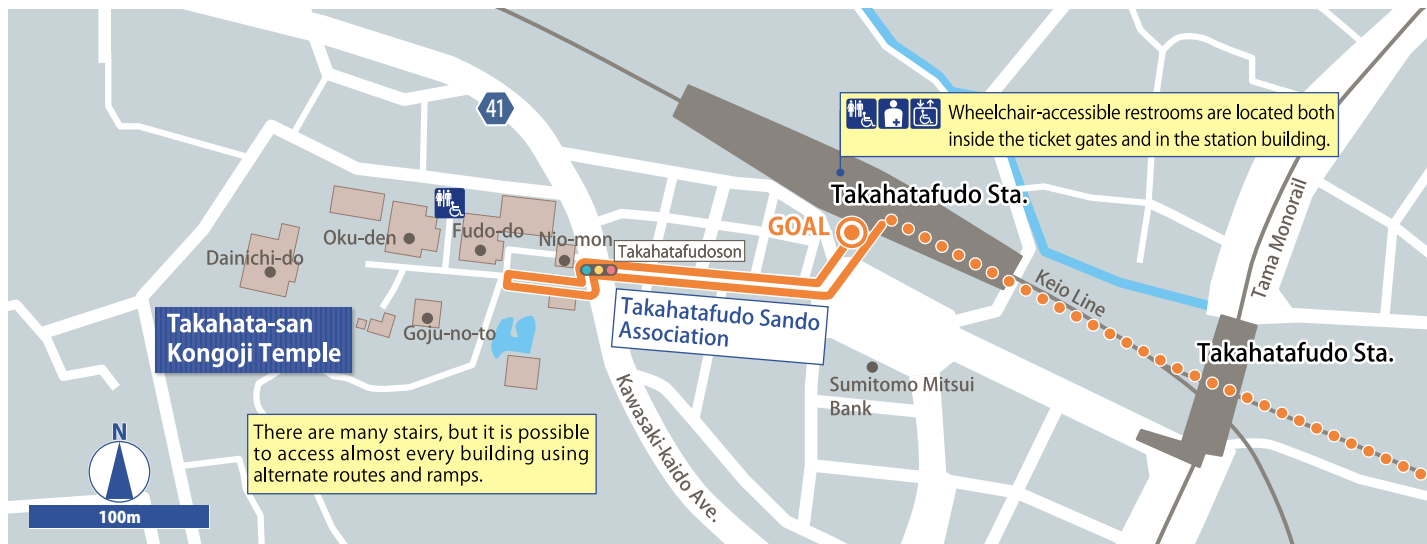 41
Wheelchair-accessible restrooms are located both
inside the ticket gates and in the station building.
Takahatafudo Sta.
GOAL
Oku-den
Fudo-do
Nio-mon
Takahatafudoson
Dainichi-do
Tama Monorail
Keio Line
Takahatafudo Sando
Association
Takahata-san
Kongoji Temple
Goju-no-to
Takahatafudo Sta.
Sumitomo Mitsui
Bank
Kawasaki-kaido Ave.
There are many stairs, but it is possible
to access almost every building using
alternate routes and ramps.
N
100m